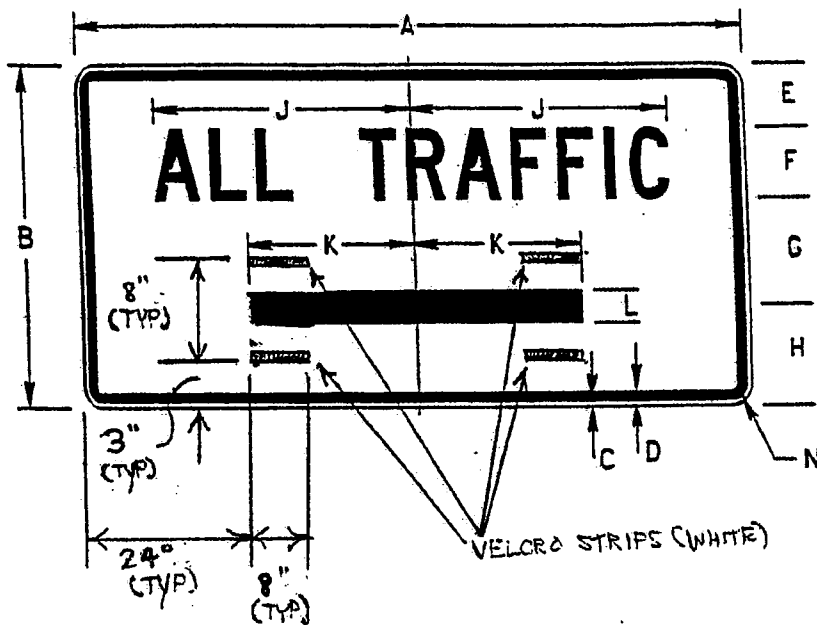 A
J J
ALL TRAFFIC
E
F
B
K K
G
8"
(TYP)
L
H
3"
(TYP)
C D
N
24"
(TYP)
8"
(TYP)
VELCRO STRIPS (WHITE)